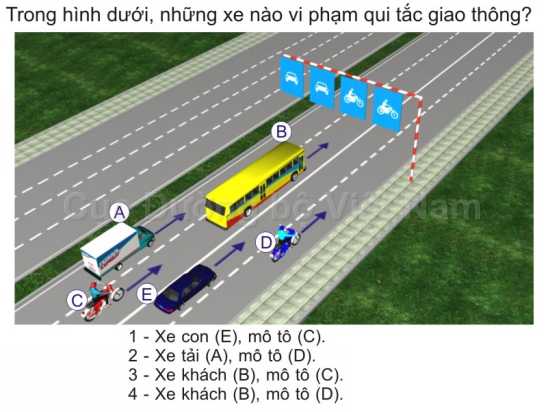 Trong hình dưới, những xe nào vi phạm qui tắc giao thông?
B
A
Cục Đường bộ Việt Nam
D
C
E
1 - Xe con (E), mô tô (C).
2 - Xe tải (A), mô tô (D).
3 - Xe khách (B), mô tô (C).
4 - Xe khách (B), mô tô (D).